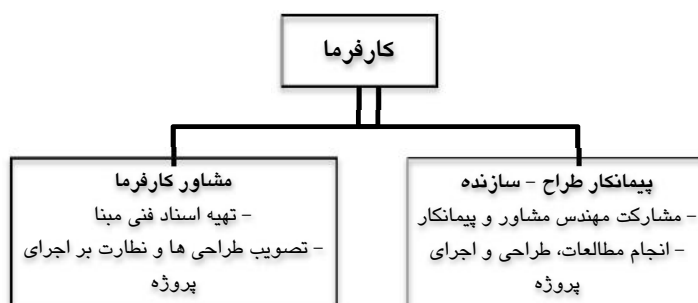 کارفرما
پیمانکار طراح – سازنده
– مشارکت مهندس مشاور و پیمانکار
– انجام مطالعات، طراحی و اجرای
پروژه
مشاور کارفرما
– تهیه اسناد فنی مبنا
– تصویب طراحی ها و نطارت بر اجرای
پروژه